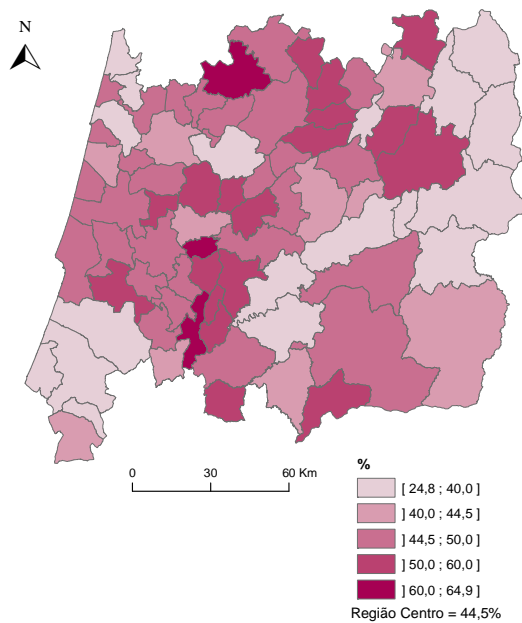 N
0 30 60 Km
%
[ 24,8 ; 40,0 ]
] 40,0 ; 44,5 ]
] 44,5 ; 50,0 ]
] 50,0 ; 60,0 ]
] 60,0 ; 64,9 ]
Região Centro = 44,5%